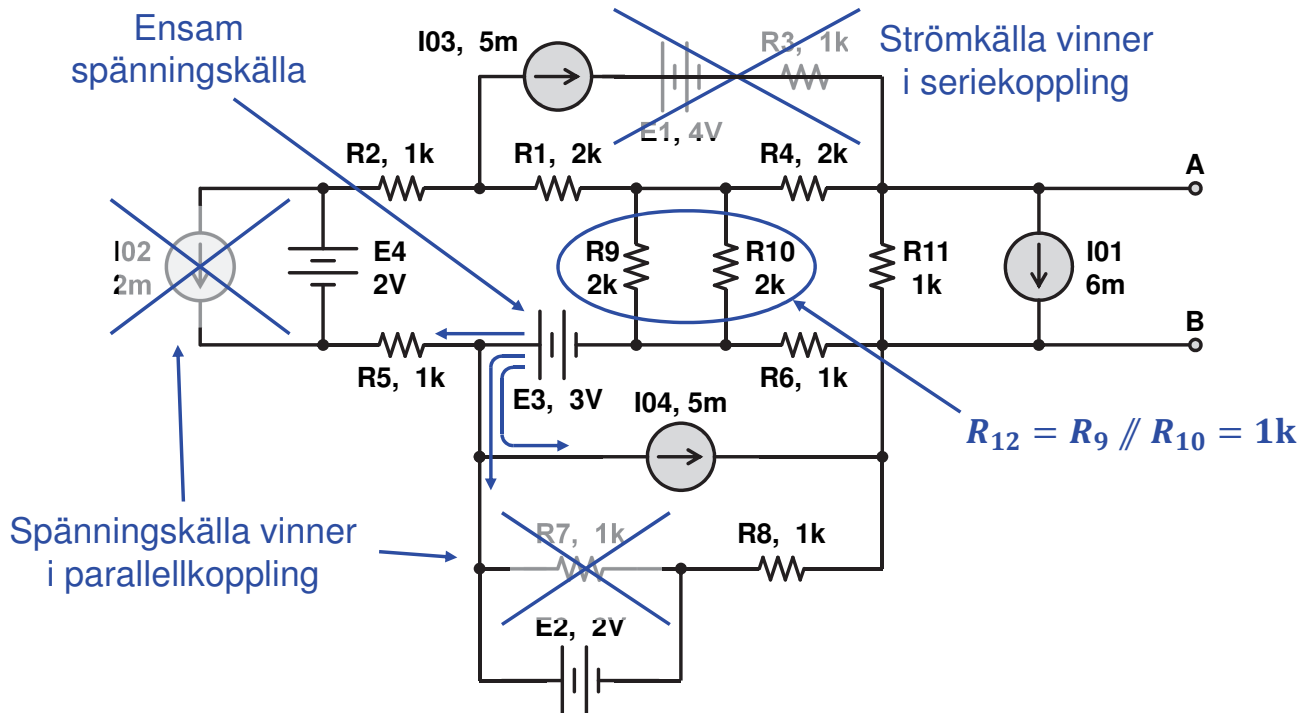 Ensam
spänningskälla
I03, 5m
R3, 1k
Strömkälla vinner
i seriekoppling
E1, 4V
R2, 1k
R1, 2k
R4, 2k
A
I02
2m
E4
2V
R9
2k
R10
2k
R11
1k
I01
6m
B
R5, 1k
E3, 3V
R6, 1k
I04, 5m
R₁₂ = R₉ // R₁₀ = 1k
Spänningskälla vinner
i parallellkoppling
R7, 1k
R8, 1k
E2, 2V